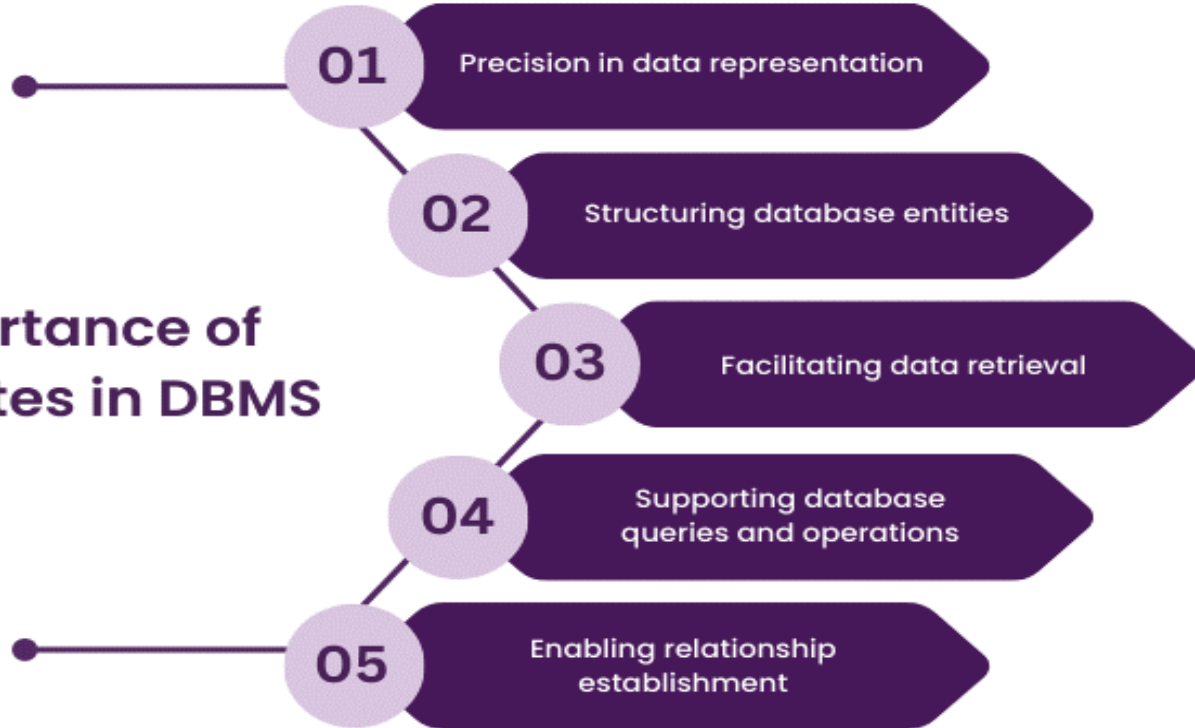 rtance of
tes in DBMS
01
Precision in data representation
02
Structuring database entities
03
Facilitating data retrieval
04
Supporting database
queries and operations
05
Enabling relationship
establishment